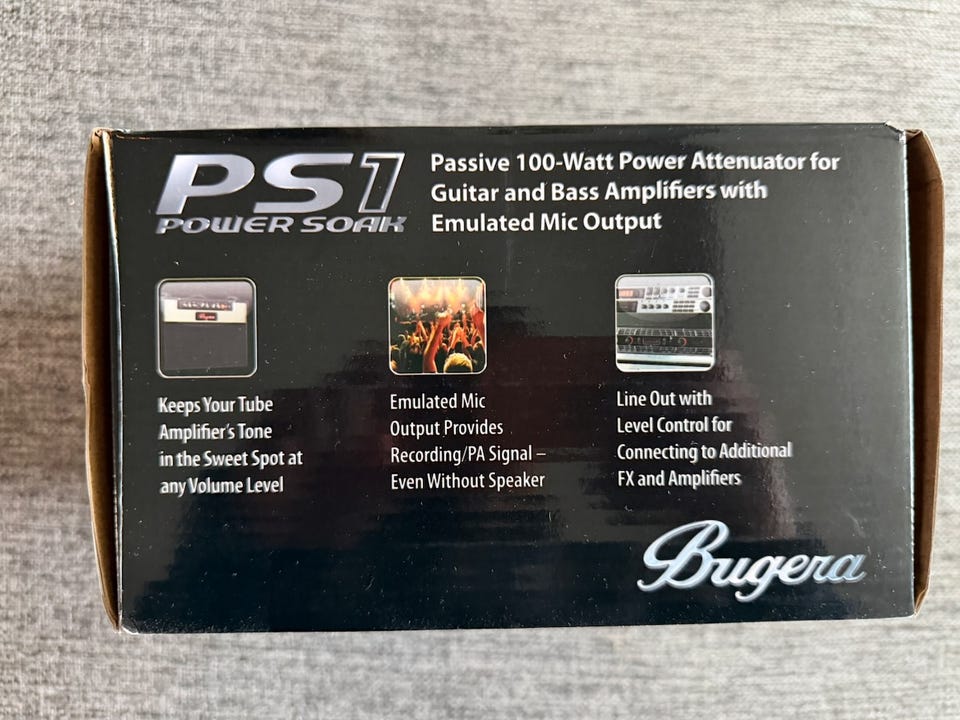 PS1
POWER SOAK
Passive 100-Watt Power Attenuator for
Guitar and Bass Amplifiers with
Emulated Mic Output
Keeps Your Tube
Amplifier's Tone
in the Sweet Spot at
any Volume Level
Emulated Mic
Output Provides
Recording/PA Signal –
Even Without Speaker
Line Out with
Level Control for
Connecting to Additional
FX and Amplifiers
Bugera